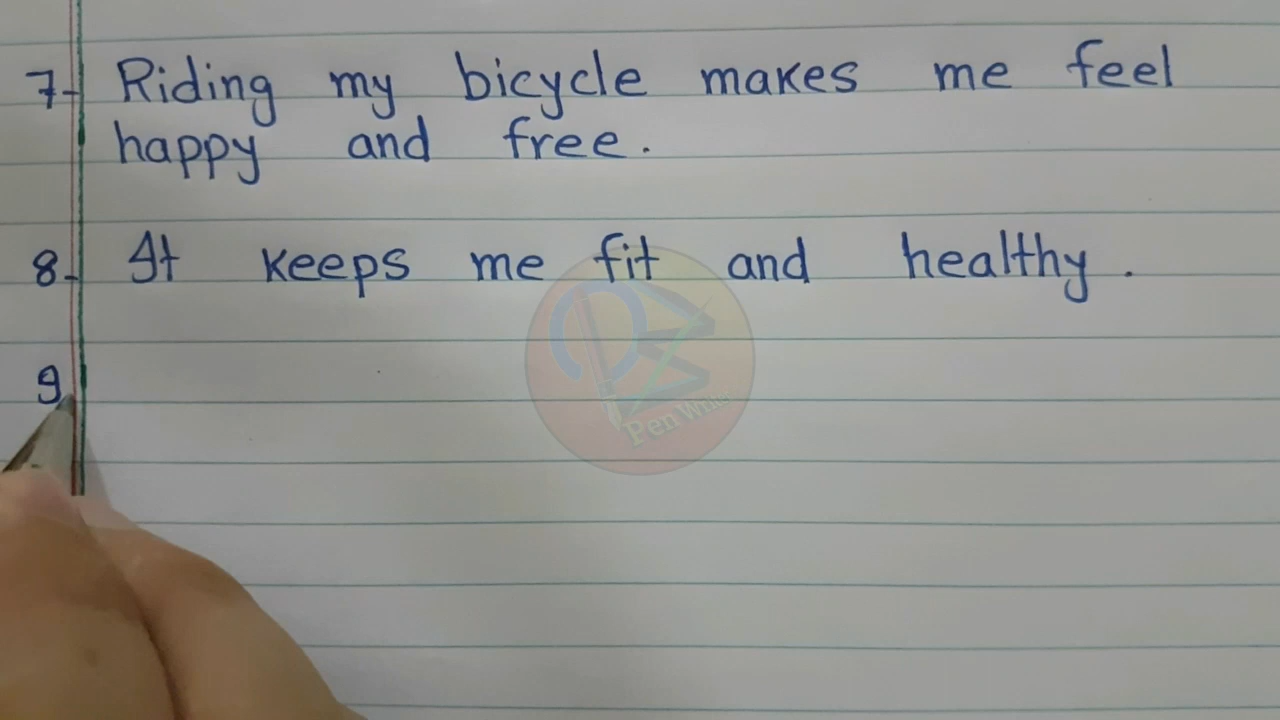 7- Riding my bicycle makes me feel
happy and free.
8- It keeps me fit and healthy.
9
Pen Writer